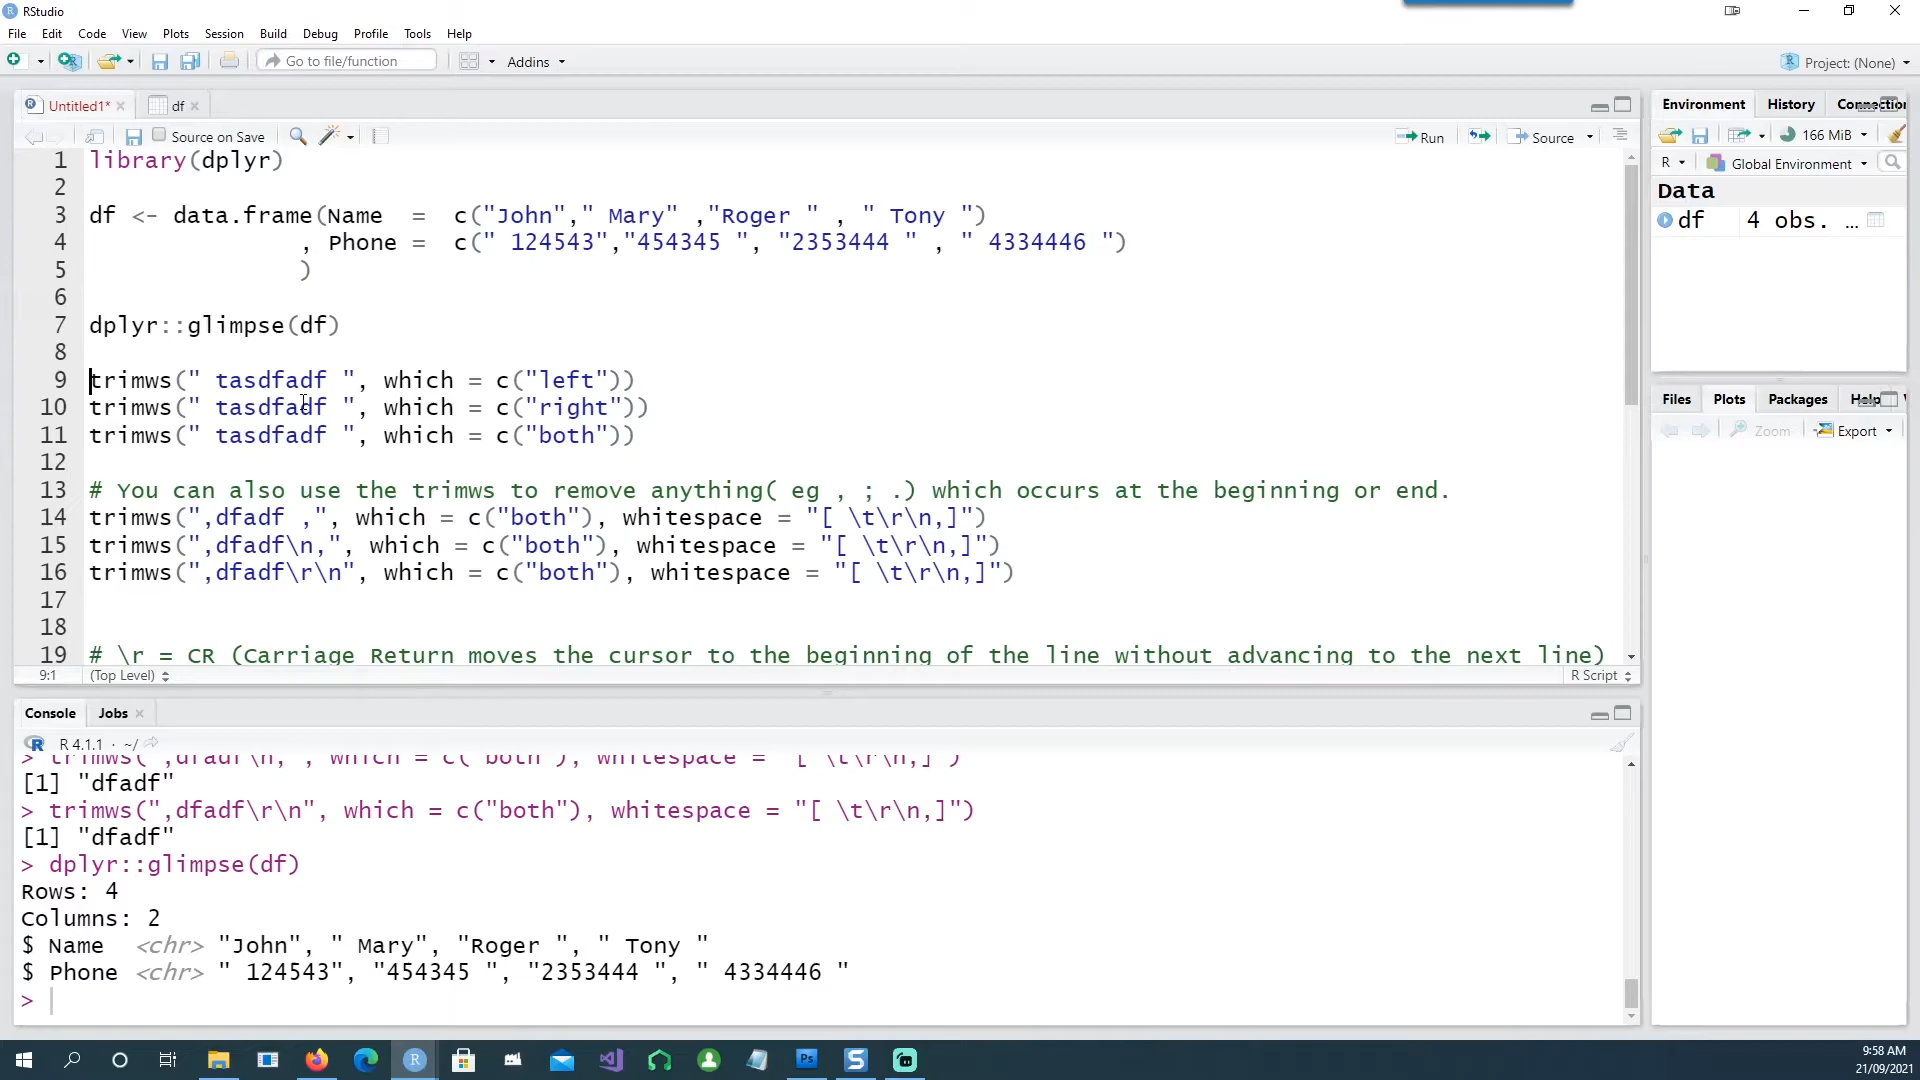 RStudio
File Edit Code View Plots Session Build Debug Profile Tools Help
Go to file/function Addins Project: (None)
Untitled1* df
Source on Save Run Source
1 library(dplyr)
2
3 df <- data.frame(Name = c("John"," Mary" ,"Roger " , " Tony ")
4 , Phone = c(" 124543","454345 ", "2353444 " , " 4334446 ")
5 )
6
7 dplyr::glimpse(df)
8
9 trimws(" tasdfadf ", which = c("left"))
10 trimws(" tasdfadf ", which = c("right"))
11 trimws(" tasdfadf ", which = c("both"))
12
13 # You can also use the trimws to remove anything( eg , ; .) which occurs at the beginning or end.
14 trimws(",dfadf ,", which = c("both"), whitespace = "[ \t\r\n,]")
15 trimws(",dfadf\n,", which = c("both"), whitespace = "[ \t\r\n,]")
16 trimws(",dfadf\r\n", which = c("both"), whitespace = "[ \t\r\n,]")
17
18
19 # \r = CR (Carriage Return moves the cursor to the beginning of the line without advancing to the next line)
9:1 (Top Level) R Script
Console Jobs
R 4.1.1 · ~/
> trimws(",dfadf\n,", which = c("both"), whitespace = "[ \t\r\n,]")
[1] "dfadf"
> trimws(",dfadf\r\n", which = c("both"), whitespace = "[ \t\r\n,]")
[1] "dfadf"
> dplyr::glimpse(df)
Rows: 4
Columns: 2
$ Name <chr> "John", " Mary", "Roger ", " Tony "
$ Phone <chr> " 124543", "454345 ", "2353444 ", " 4334446 "
>
Environment History
166 MiB
R Global Environment
Data
df 4 obs. …
Files Plots Packages Help
Zoom Export
9:58 AM
21/09/2021